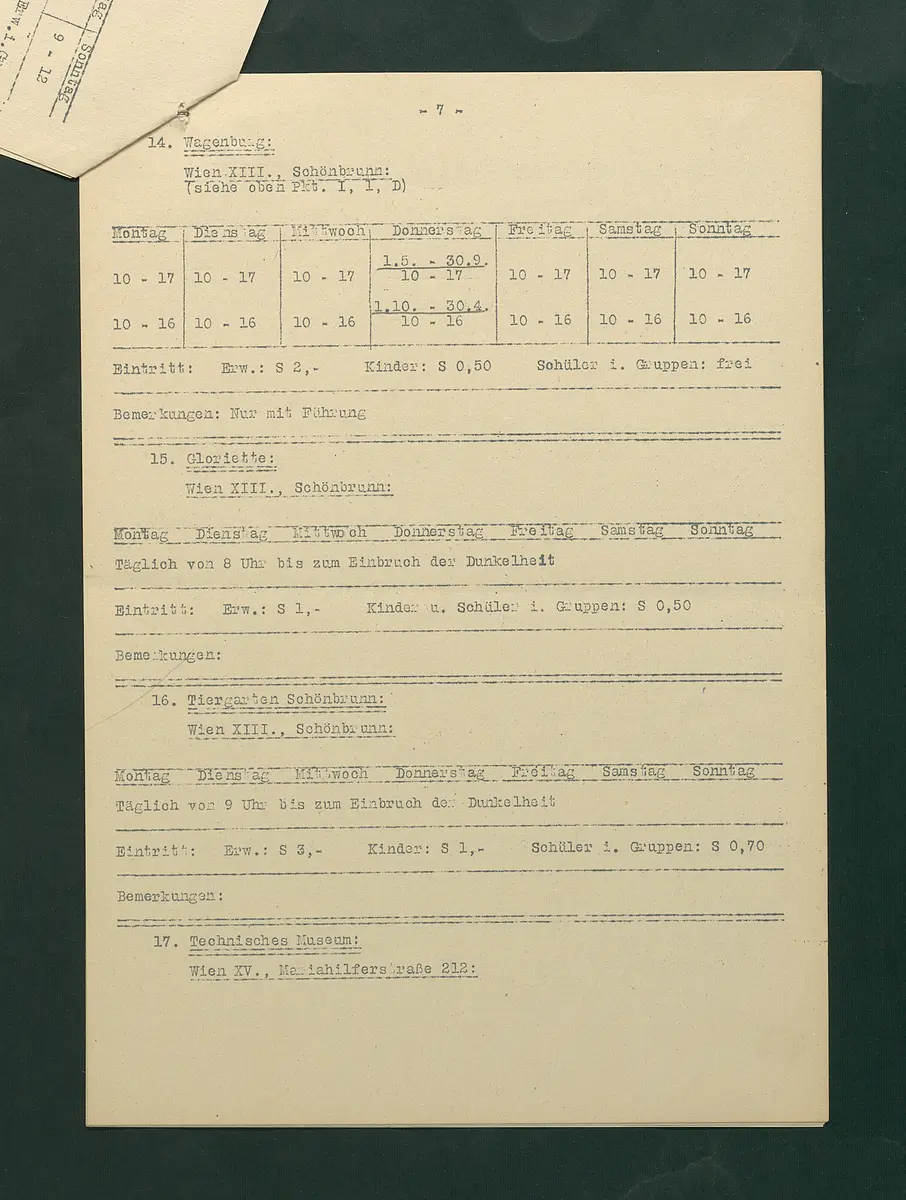 Sonntag
9 - 12
- 7 -
14. Wagenburg:
Wien XIII., Schönbrunn:
(siehe oben Pkt. I, 1, D)
Montag Dienstag Mittwoch Donnerstag Freitag Samstag Sonntag
1.5. - 30.9.
10 - 17 10 - 17 10 - 17 10 - 17 10 - 17 10 - 17 10 - 17
1.10. - 30.4.
10 - 16 10 - 16 10 - 16 10 - 16 10 - 16 10 - 16 10 - 16
Eintritt: Erw.: S 2,- Kinder: S 0,50 Schüler i. Gruppen: frei
Bemerkungen: Nur mit Führung
15. Gloriette:
Wien XIII., Schönbrunn:
Montag Dienstag Mittwoch Donnerstag Freitag Samstag Sonntag
Täglich von 8 Uhr bis zum Einbruch der Dunkelheit
Eintritt: Erw.: S 1,- Kinder u. Schüler i. Gruppen: S 0,50
Bemerkungen:
16. Tiergarten Schönbrunn:
Wien XIII., Schönbrunn:
Montag Dienstag Mittwoch Donnerstag Freitag Samstag Sonntag
Täglich von 9 Uhr bis zum Einbruch der Dunkelheit
Eintritt: Erw.: S 3,- Kinder: S 1,- Schüler i. Gruppen: S 0,70
Bemerkungen:
17. Technisches Museum:
Wien XV., Mariahilferstraße 212: